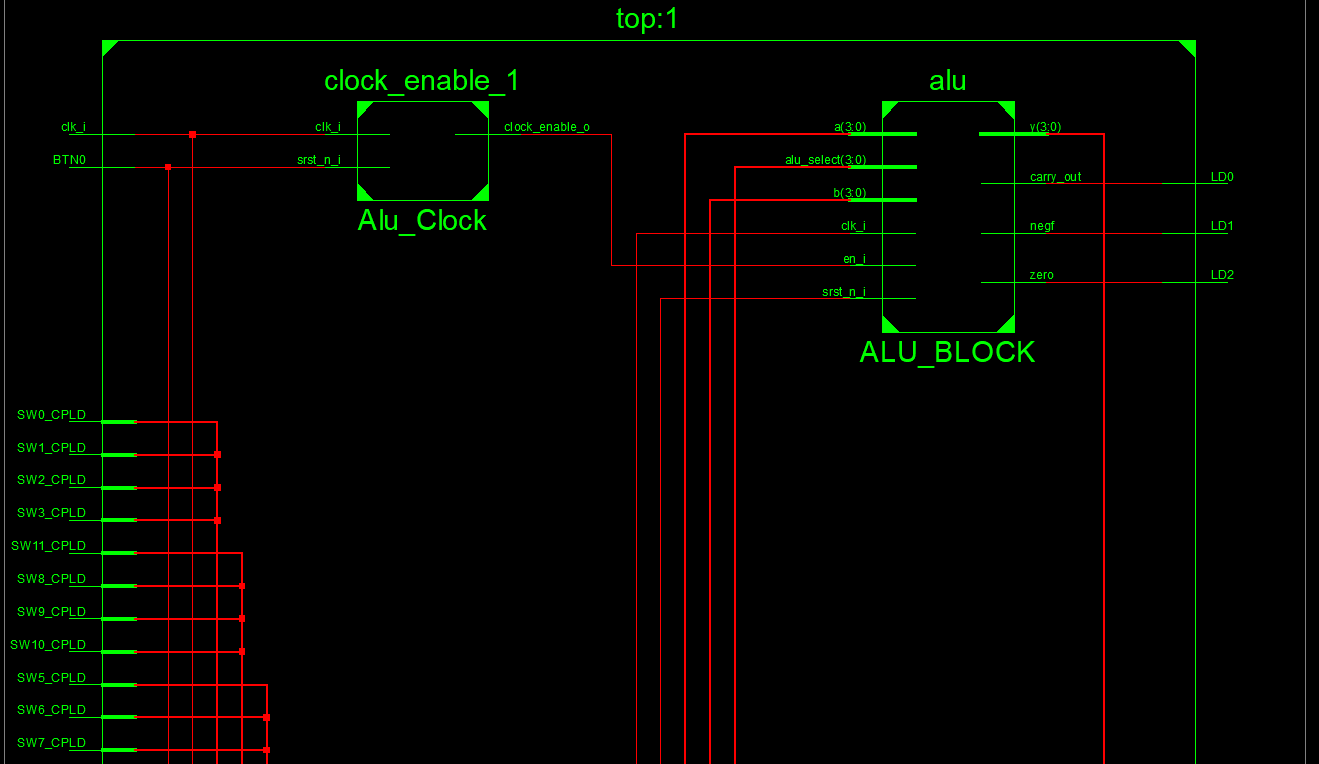 top:1
clock_enable_1
alu
clk_i
clk_i
clock_enable_o
a(3:0)
y(3:0)
BTN0
srst_n_i
alu_select(3:0)
carry_out
LD0
b(3:0)
Alu_Clock
clk_i
negf
LD1
en_i
zero
LD2
srst_n_i
ALU_BLOCK
SW0_CPLD
SW1_CPLD
SW2_CPLD
SW3_CPLD
SW11_CPLD
SW8_CPLD
SW9_CPLD
SW10_CPLD
SW5_CPLD
SW6_CPLD
SW7_CPLD